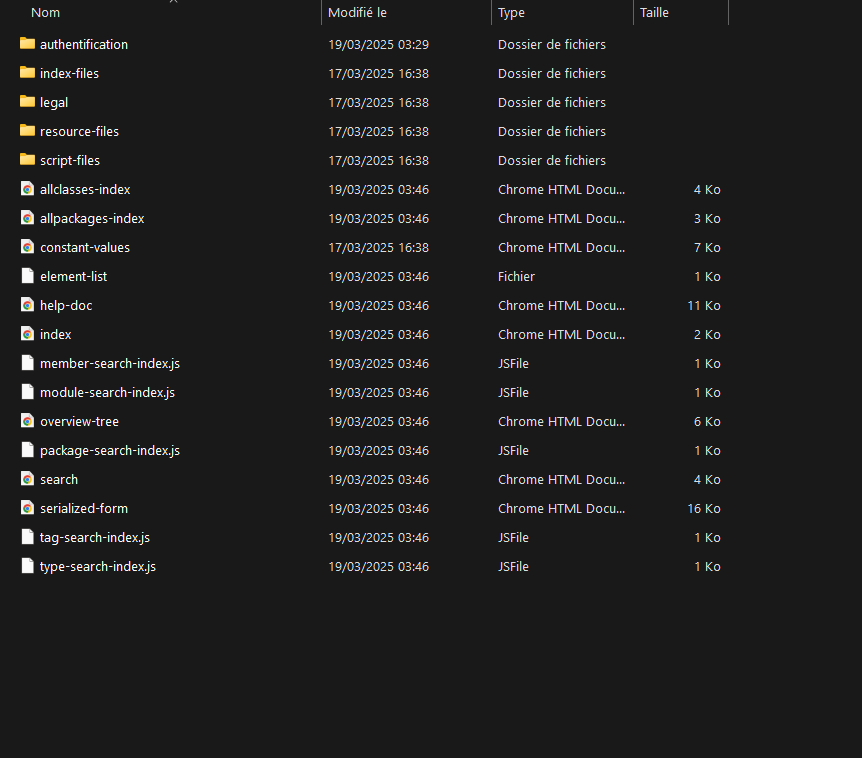 Nom Modifié le Type Taille
authentification 19/03/2025 03:29 Dossier de fichiers
index-files 17/03/2025 16:38 Dossier de fichiers
legal 17/03/2025 16:38 Dossier de fichiers
resource-files 17/03/2025 16:38 Dossier de fichiers
script-files 17/03/2025 16:38 Dossier de fichiers
allclasses-index 19/03/2025 03:46 Chrome HTML Docu... 4 Ko
allpackages-index 19/03/2025 03:46 Chrome HTML Docu... 3 Ko
constant-values 17/03/2025 16:38 Chrome HTML Docu... 7 Ko
element-list 19/03/2025 03:46 Fichier 1 Ko
help-doc 19/03/2025 03:46 Chrome HTML Docu... 11 Ko
index 19/03/2025 03:46 Chrome HTML Docu... 2 Ko
member-search-index.js 19/03/2025 03:46 JSFile 1 Ko
module-search-index.js 19/03/2025 03:46 JSFile 1 Ko
overview-tree 19/03/2025 03:46 Chrome HTML Docu... 6 Ko
package-search-index.js 19/03/2025 03:46 JSFile 1 Ko
search 19/03/2025 03:46 Chrome HTML Docu... 4 Ko
serialized-form 19/03/2025 03:46 Chrome HTML Docu... 16 Ko
tag-search-index.js 19/03/2025 03:46 JSFile 1 Ko
type-search-index.js 19/03/2025 03:46 JSFile 1 Ko